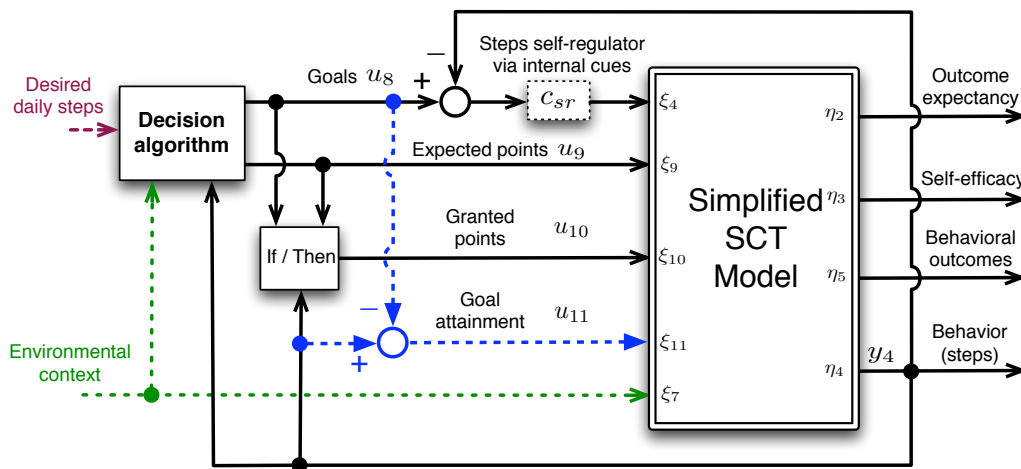 Steps self-regulator
via internal cues
Goals u₈
+
−
c_sr
ξ₄
Desired
daily steps
Decision
algorithm
Outcome
expectancy
η₂
Expected points u₉
ξ₉
Simplified
SCT
Model
Self-efficacy
η₃
If / Then
Granted
points
u₁₀
ξ₁₀
Behavioral
outcomes
η₅
−
+
Goal
attainment
u₁₁
ξ₁₁
Environmental
context
ξ₇
Behavior
(steps)
η₄
y₄